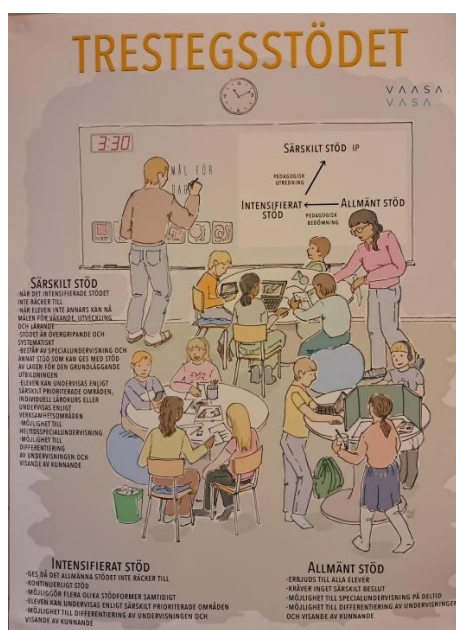 TRESTEGSSTÖDET
VAASA
VASA
3:30
MÅL FÖR
DAG
SÄRSKILT STÖD IP
PEDAGOGISK
UTREDNING
INTENSIFIERAT
STÖD
ALLMÄNT STÖD
PEDAGOGISK
BEDÖMNING
SÄRSKILT STÖD
-NÄR DET INTENSIFIERADE STÖDET
INTE RÄCKER TILL
-NÄR ELEVEN INTE ANNARS KAN NÅ
MÅLEN FÖR VÄXANDE, UTVECKLING
OCH LÄRANDE
-STÖDET ÄR ÖVERGRIPANDE OCH
SYSTEMATISKT
-BESTÅR AV SPECIALUNDERVISNING OCH
ANNAT STÖD SOM KAN GES MED STÖD
AV LAGEN FÖR DEN GRUNDLÄGGANDE
UTBILDNINGEN
-ELEVEN KAN UNDERVISAS ENLIGT
SÄRSKILT PRIORITERADE OMRÅDEN,
INDIVIDUELL LÄROKURS ELLER
UNDERVISAS ENLIGT
VERKSAMHETSOMRÅDEN
-MÖJLIGHET TILL
HELTIDSSPECIALUNDERVISNING
-MÖJLIGHET TILL
DIFFERENTIERING
AV UNDERVISNINGEN OCH
VISANDE AV KUNNANDE
INTENSIFIERAT STÖD
-GES DÅ DET ALLMÄNNA STÖDET INTE RÄCKER TILL
-KONTINUERLIGT STÖD
-MÖJLIGGÖR FLERA OLIKA STÖDFORMER SAMTIDIGT
-ELEVEN KAN UNDERVISAS ENLIGT SÄRSKILT PRIORITERADE OMRÅDEN
-MÖJLIGHET TILL DIFFERENTIERING AV UNDERVISNINGEN OCH
VISANDE AV KUNNANDE
ALLMÄNT STÖD
-ERBJUDS TILL ALLA ELEVER
-KRÄVER INGET SÄRSKILT BESLUT
-MÖJLIGHET TILL SPECIALUNDERVISNING PÅ DELTID
-MÖJLIGHET TILL DIFFERENTIERING AV UNDERVISNINGEN
OCH VISANDE AV KUNNANDE